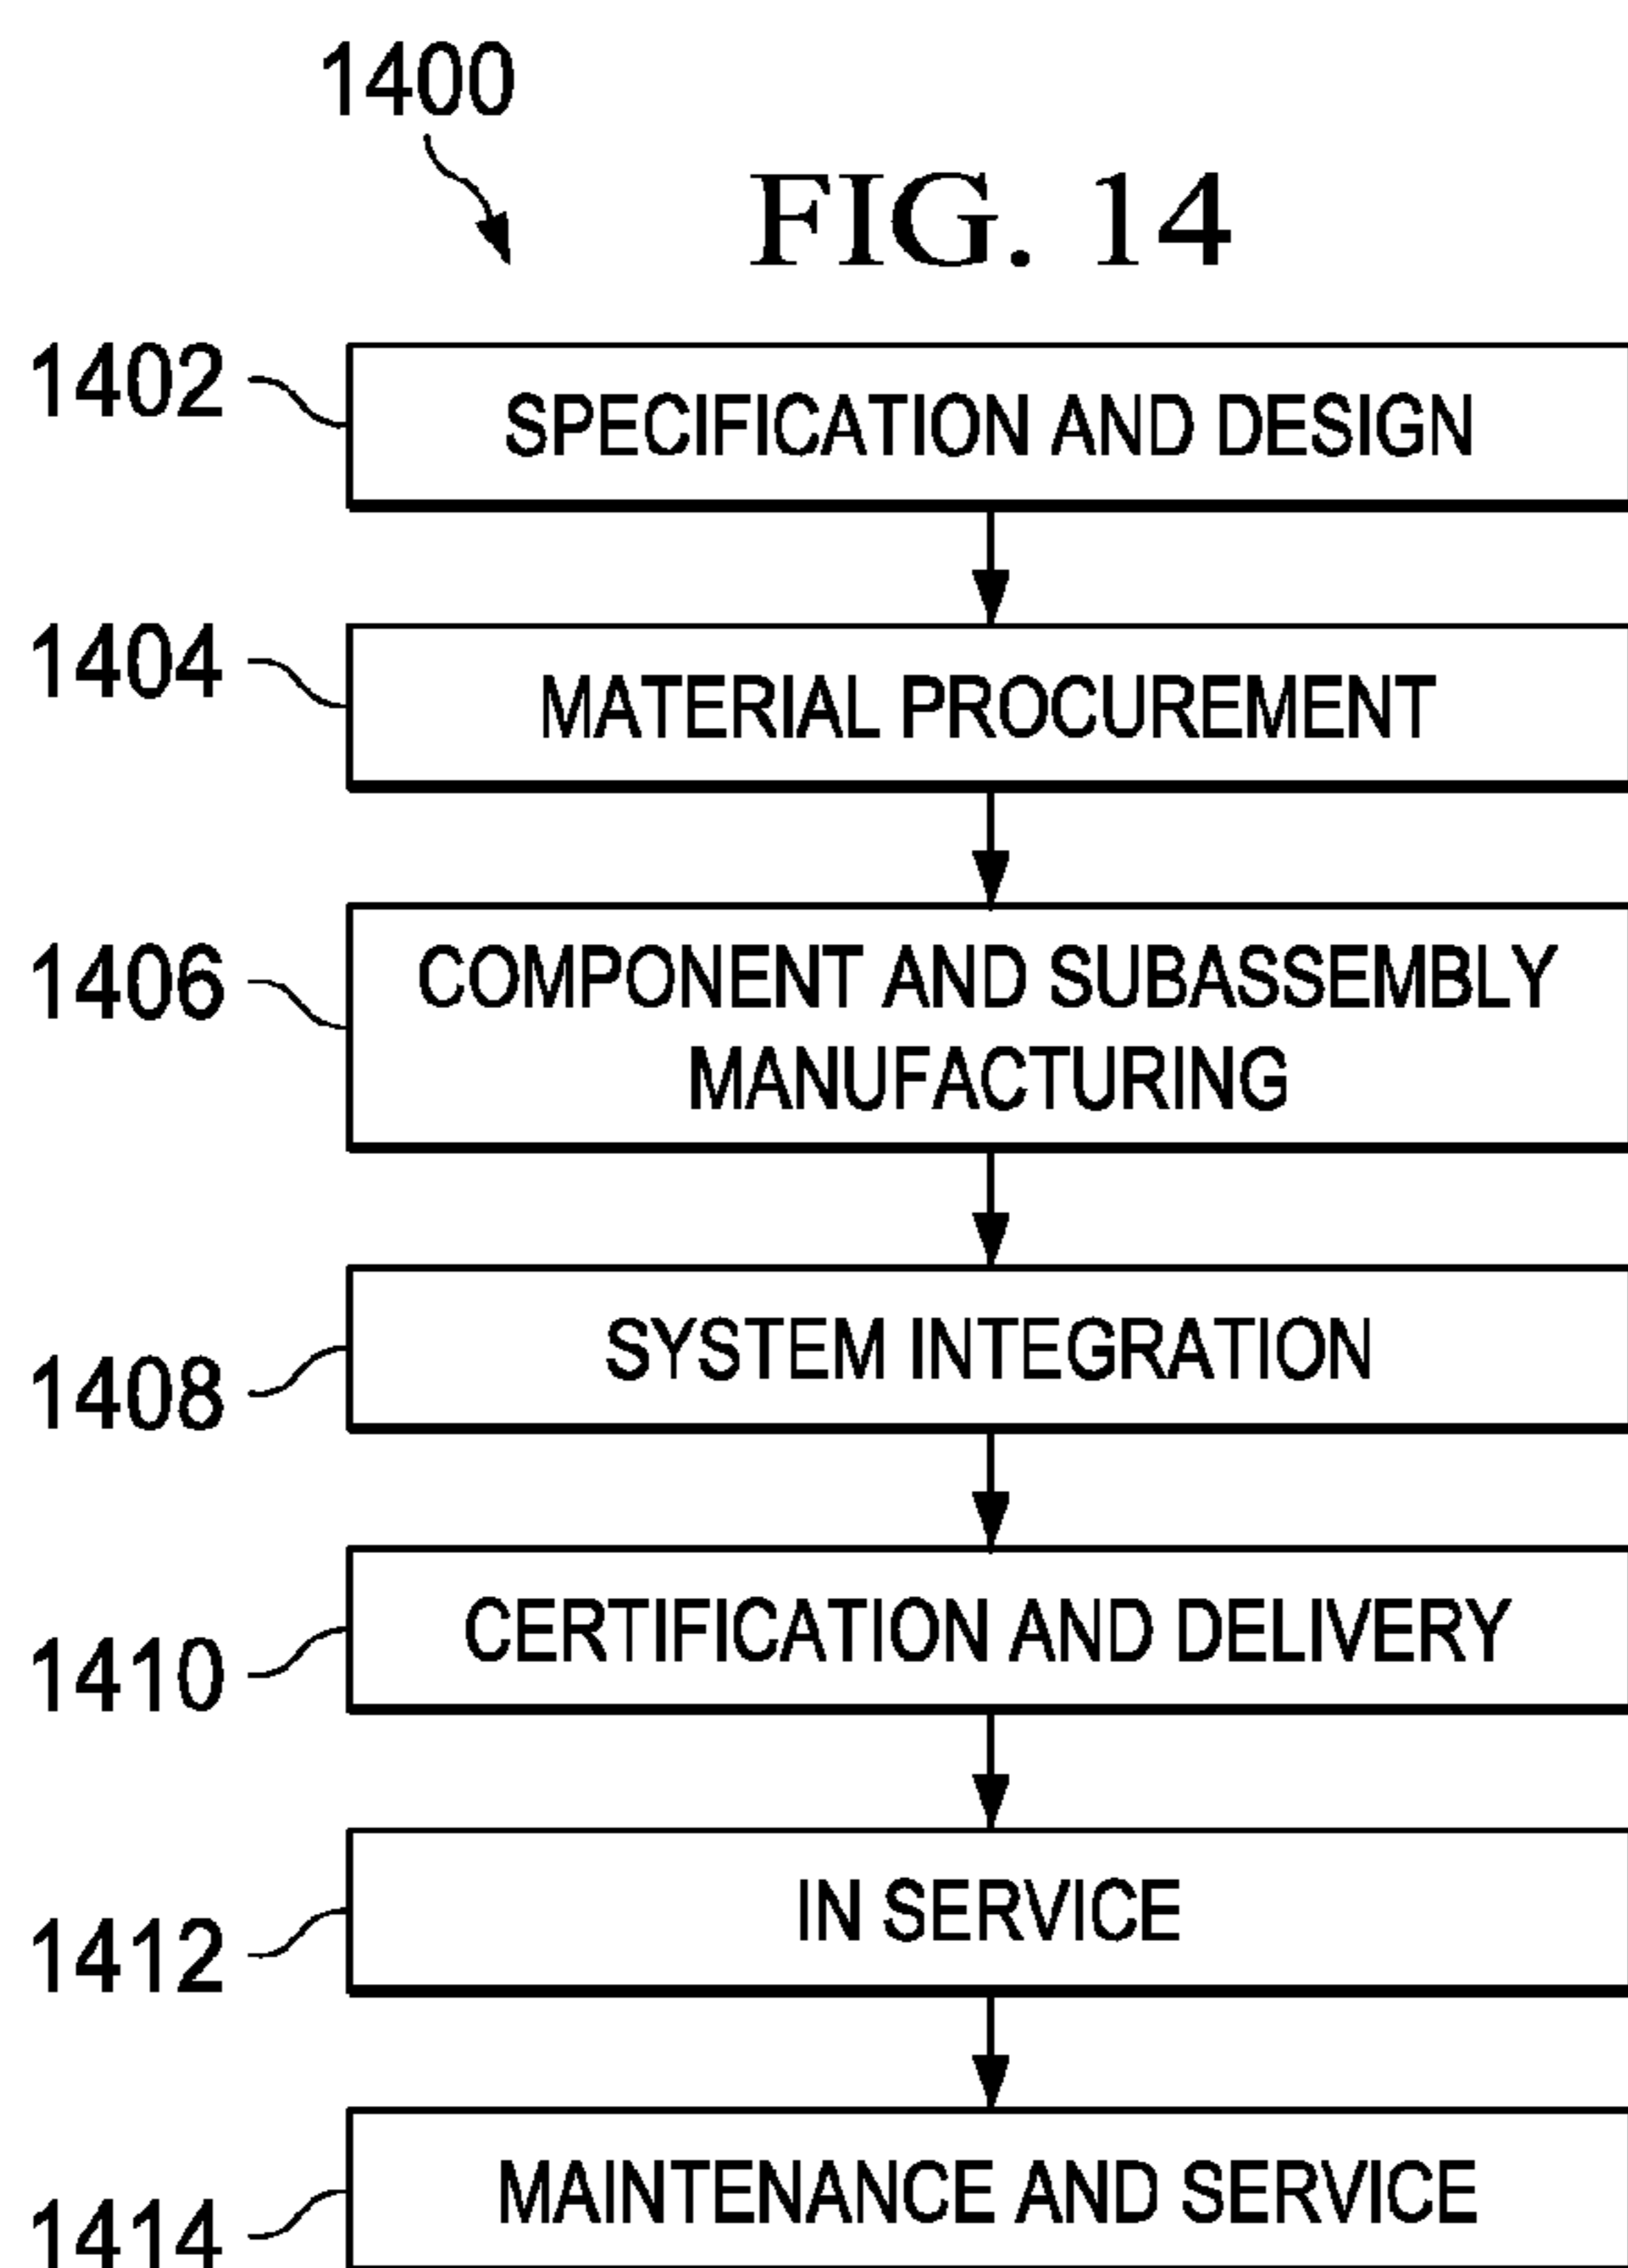 1400
FIG. 14
1402
SPECIFICATION AND DESIGN
1404
MATERIAL PROCUREMENT
1406
COMPONENT AND SUBASSEMBLY
MANUFACTURING
1408
SYSTEM INTEGRATION
1410
CERTIFICATION AND DELIVERY
1412
IN SERVICE
1414
MAINTENANCE AND SERVICE